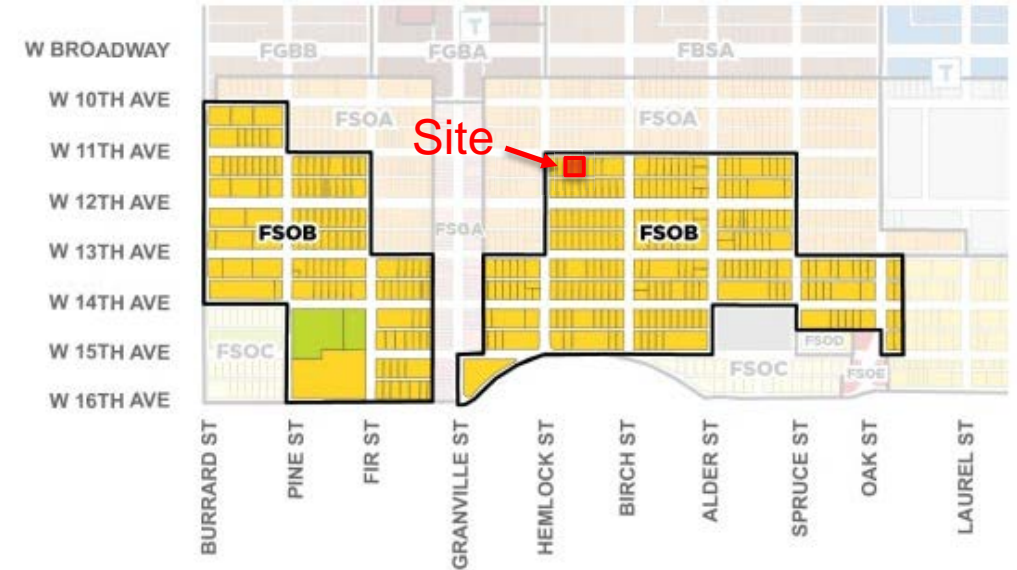 W BROADWAY
FGBB
FGBA
T
FBSA
T
W 10TH AVE
FSOA
FSOA
W 11TH AVE
Site
W 12TH AVE
FSOB
FSGA
FSOB
W 13TH AVE
W 14TH AVE
W 15TH AVE
FSOC
FSOD
FSOC
FSOE
W 16TH AVE
BURRARD ST
PINE ST
FIR ST
GRANVILLE ST
HEMLOCK ST
BIRCH ST
ALDER ST
SPRUCE ST
OAK ST
LAUREL ST